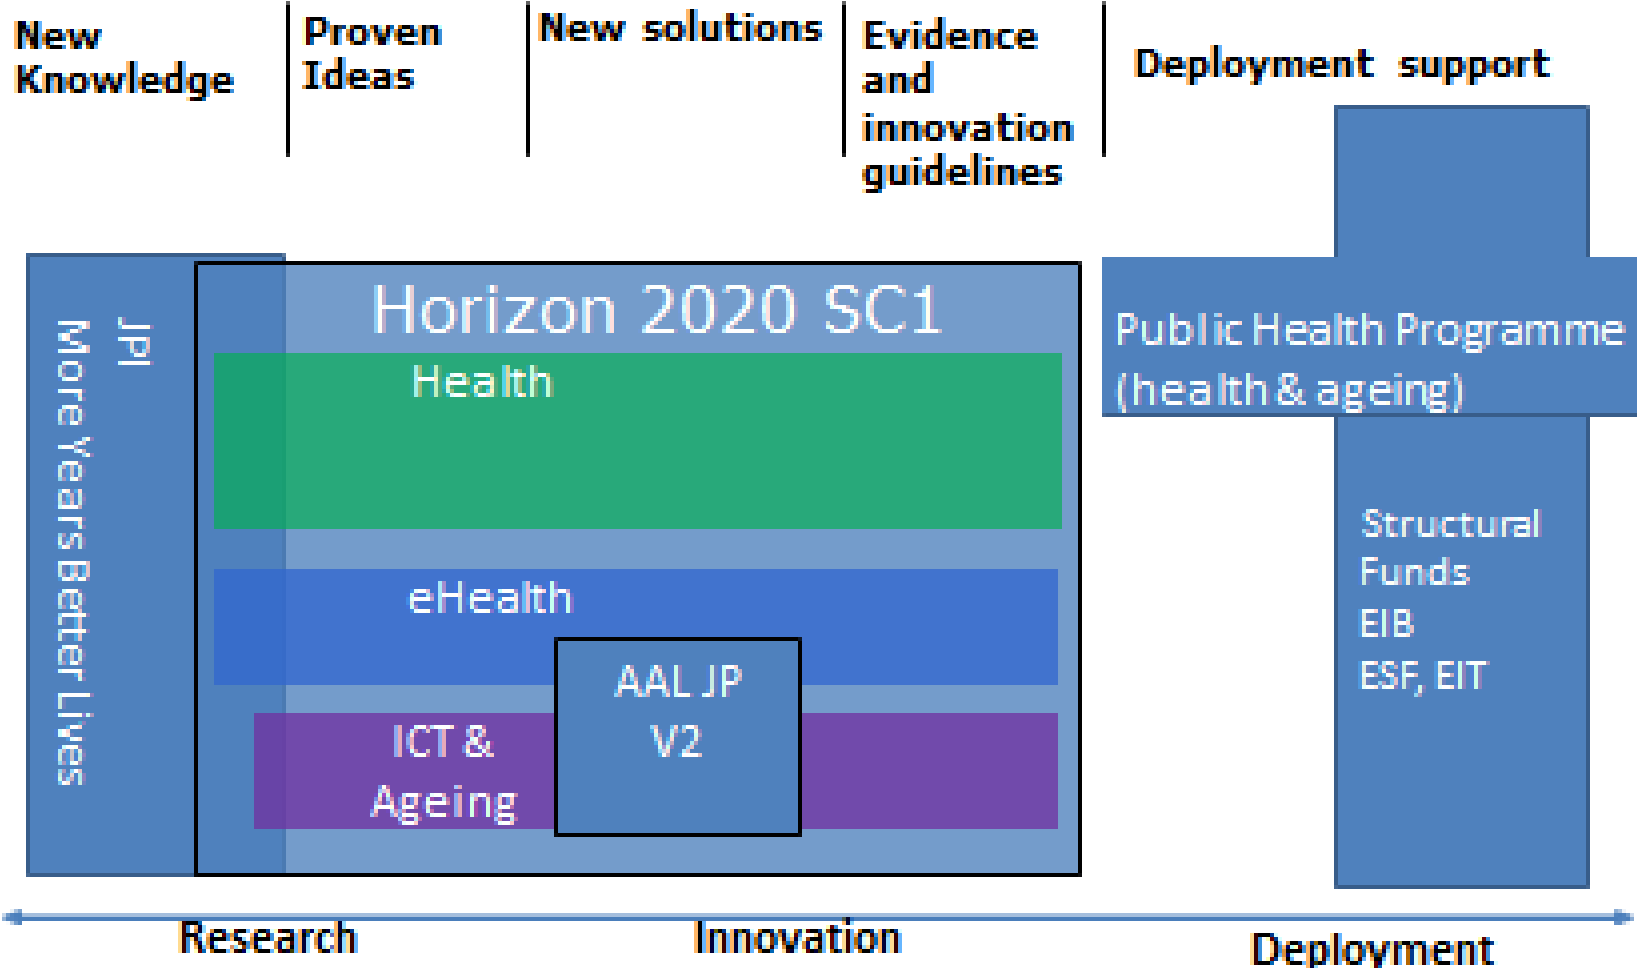 New
Knowledge
Proven
Ideas
New solutions
Evidence
and
innovation
guidelines
Deployment support
JPI
More Years Better Lives
Horizon 2020 SC1
Health
eHealth
AAL JP
V2
ICT &
Ageing
Public Health Programme
(health & ageing)
Structural
Funds
EIB
ESF, EIT
Research
Innovation
Deployment